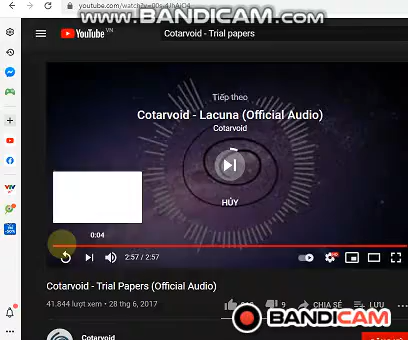 youtube.com/watch?v=
www.BANDICAM.com
YouTube VN
Cotarvoid - Trial papers
Tiếp theo
Cotarvoid - Lacuna (Official Audio)
Cotarvoid
HỦY
0:04
2:57 / 2:57
Cotarvoid - Trial Papers (Official Audio)
41.844 lượt xem • 28 thg 6, 2017
9
CHIA SẺ
LƯU
BANDICAM
Cotarvoid